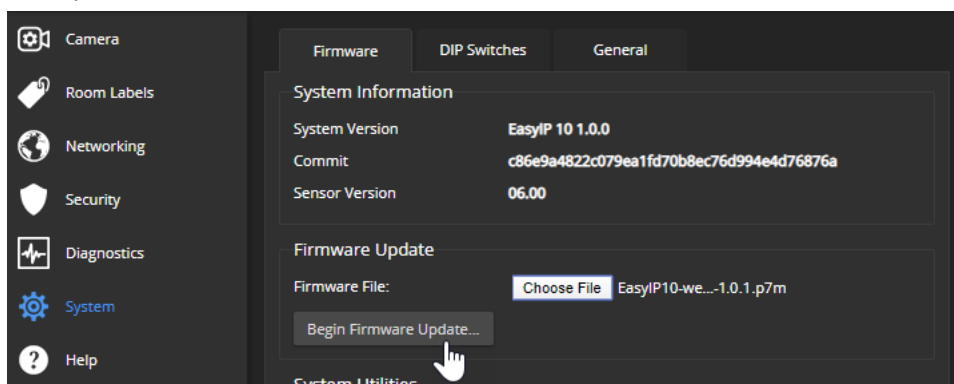 Camera
Room Labels
Networking
Security
Diagnostics
System
Help
Firmware DIP Switches General
System Information
System Version EasyIP 10 1.0.0
Commit c86e9a4822c079ea1fd70b8ec76d994e4d76876a
Sensor Version 06.00
Firmware Update
Firmware File: Choose File EasyIP10-we...-1.0.1.p7m
Begin Firmware Update...
System Utilities